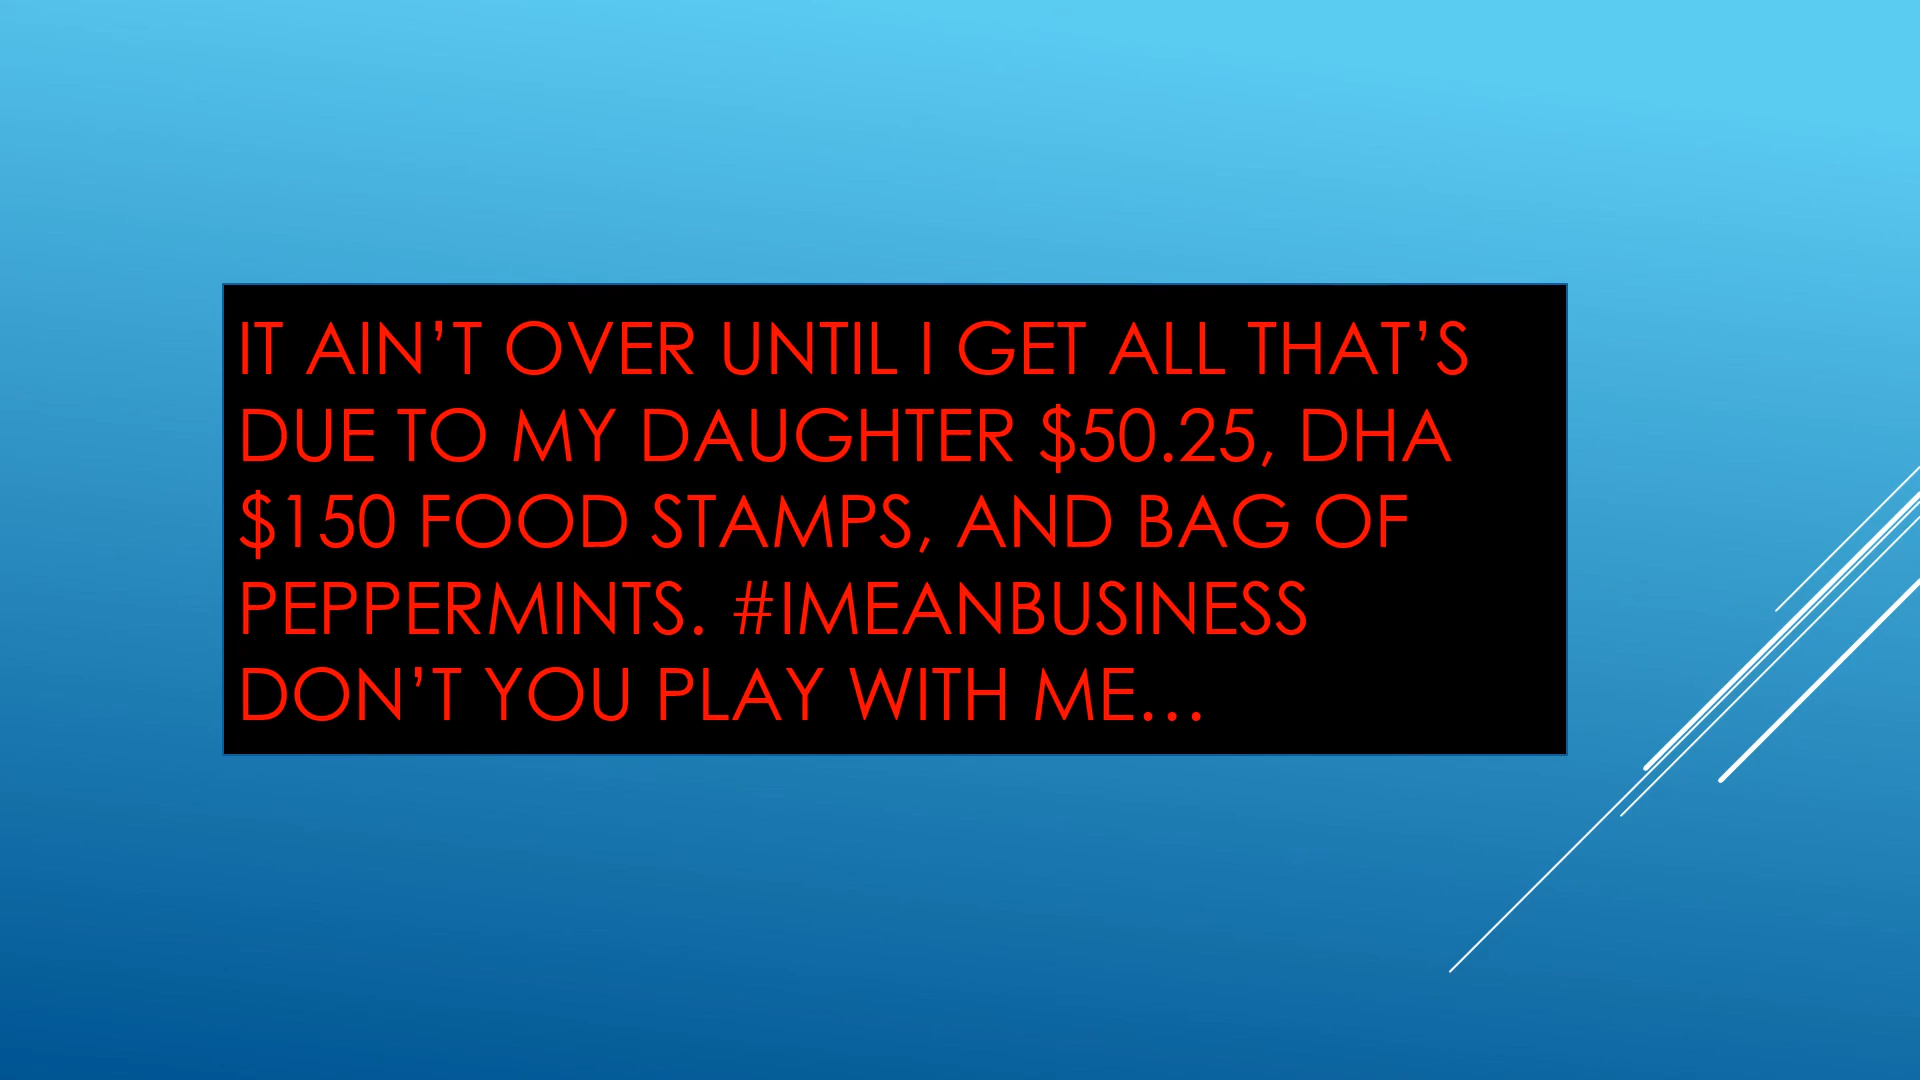 IT AIN’T OVER UNTIL I GET ALL THAT’S
DUE TO MY DAUGHTER $50.25, DHA
$150 FOOD STAMPS, AND BAG OF
PEPPERMINTS. #IMEANBUSINESS
DON’T YOU PLAY WITH ME…